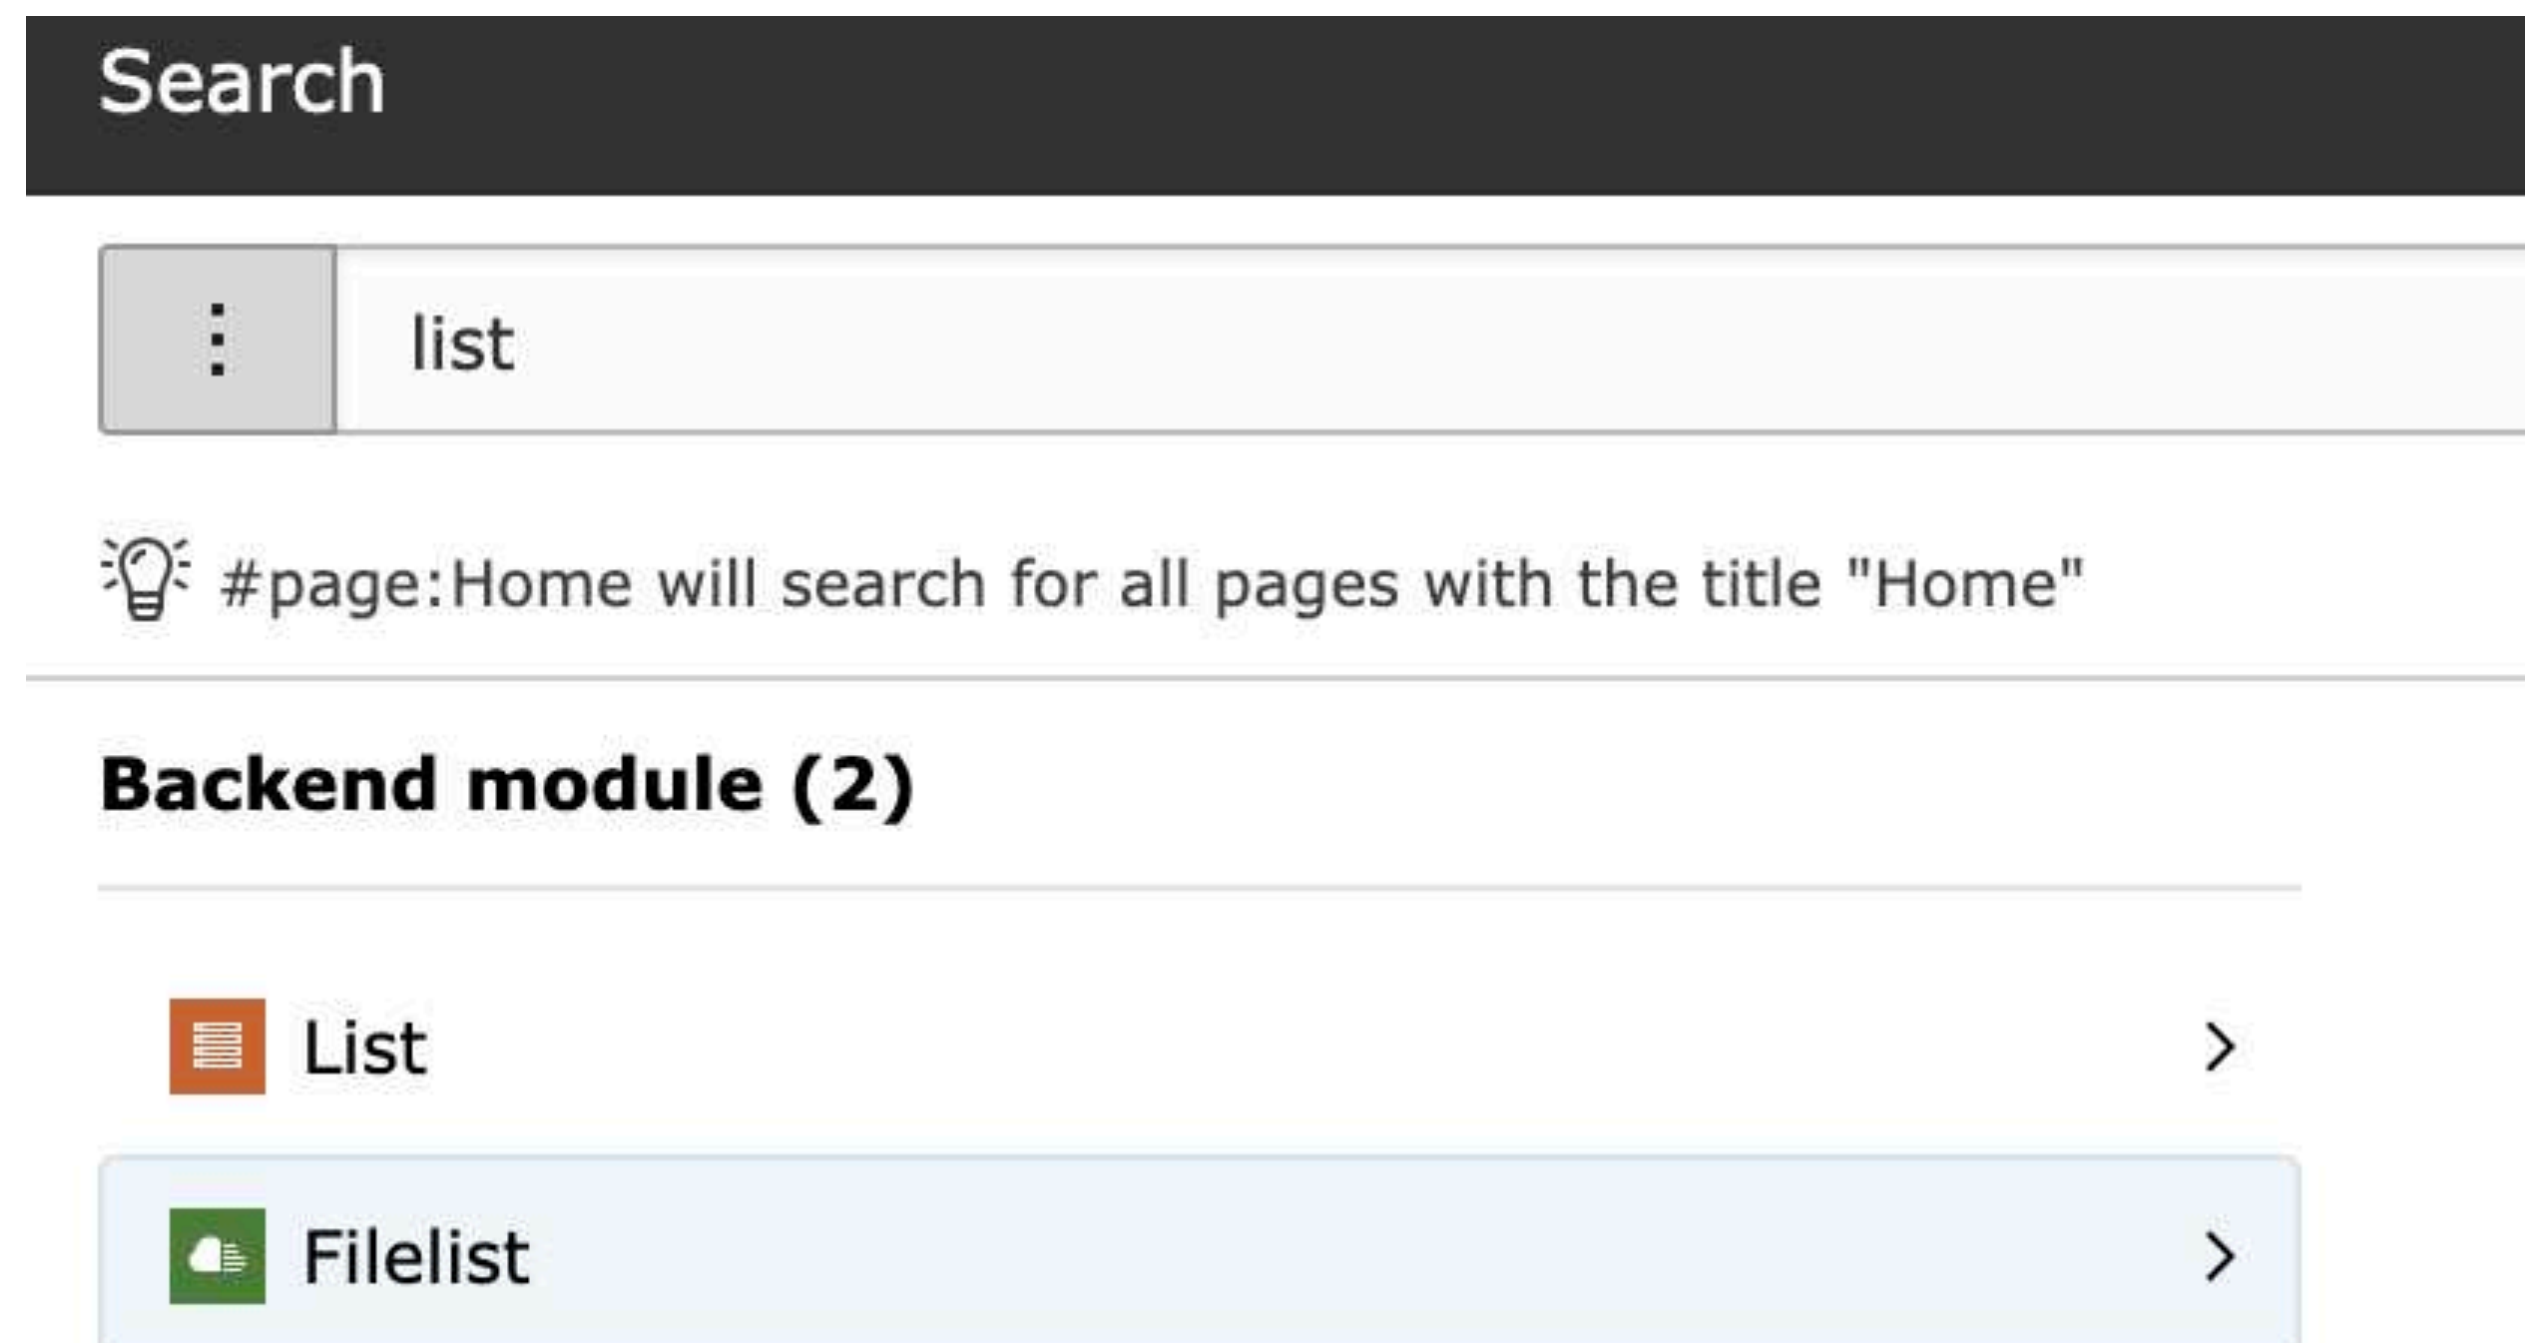 Search
list
#page:Home will search for all pages with the title "Home"
Backend module (2)
List
Filelist